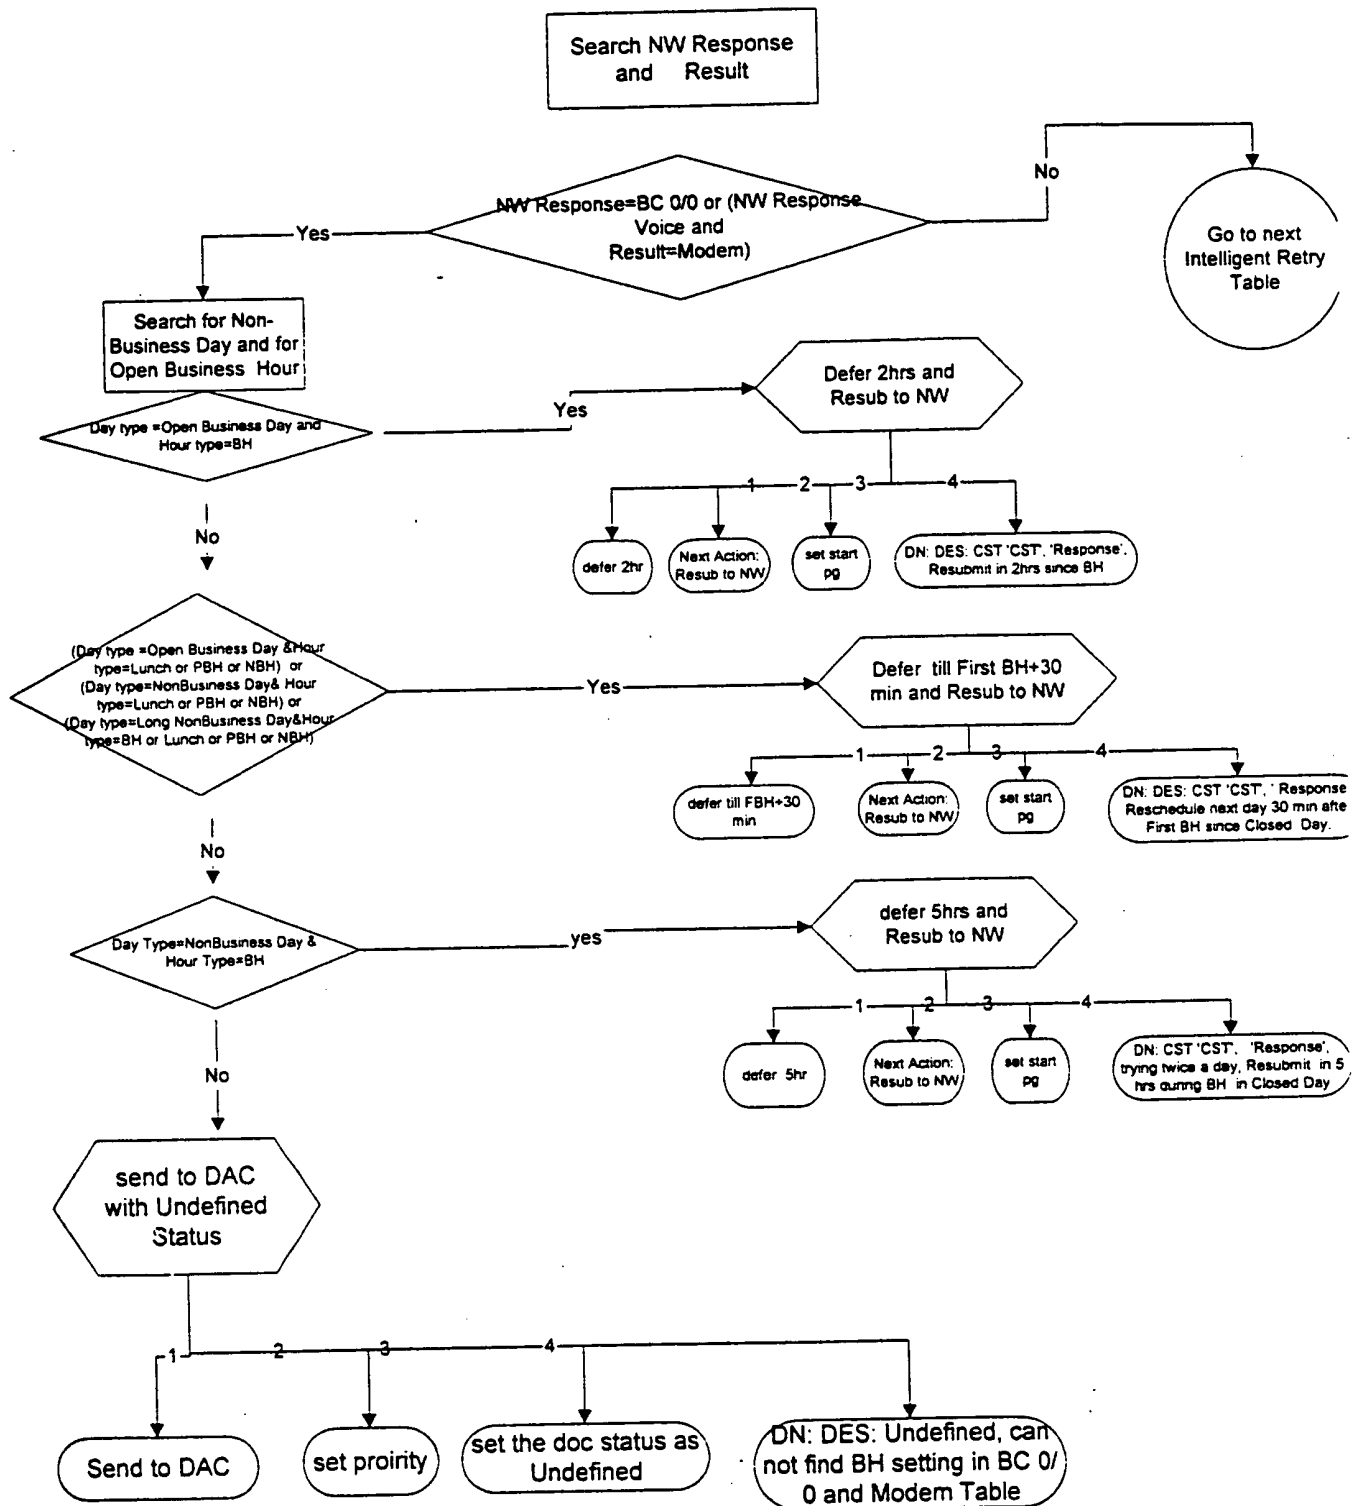 Search NW Response
and Result
No
NW Response=BC 0/0 or (NW Response
Voice and
Result=Modem)
Yes
Go to next
Intelligent Retry
Table
Search for Non-
Business Day and for
Open Business Hour
Defer 2hrs and
Resub to NW
Yes
Day type =Open Business Day and
Hour type=BH
1 2 3 4
No
defer 2hr
Next Action:
Resub to NW
set start
pg
DN: DES: CST 'CST', 'Response',
Resubmit in 2hrs since BH
(Day type =Open Business Day &Hour
type=Lunch or PBH or NBH) or
(Day type=NonBusiness Day& Hour
type=Lunch or PBH or NBH) or
(Day type=Long NonBusiness Day&Hour
type=BH or Lunch or PBH or NBH)
Yes
Defer till First BH+30
min and Resub to NW
1 2 3 4
defer till FBH+30
min
Next Action:
Resub to NW
set start
pg
DN: DES: CST 'CST', ' Response
Reschedule next day 30 min afte
First BH since Closed Day.
No
defer 5hrs and
Resub to NW
Day Type=NonBusiness Day &
Hour Type=BH
yes
1 2 3 4
defer 5hr
Next Action:
Resub to NW
set start
pg
DN: CST 'CST', 'Response',
trying twice a day, Resubmit in 5
hrs during BH in Closed Day
No
send to DAC
with Undefined
Status
1 2 3 4
Send to DAC
set proirity
set the doc status as
Undefined
DN: DES: Undefined, can
not find BH setting in BC 0/
0 and Modem Table